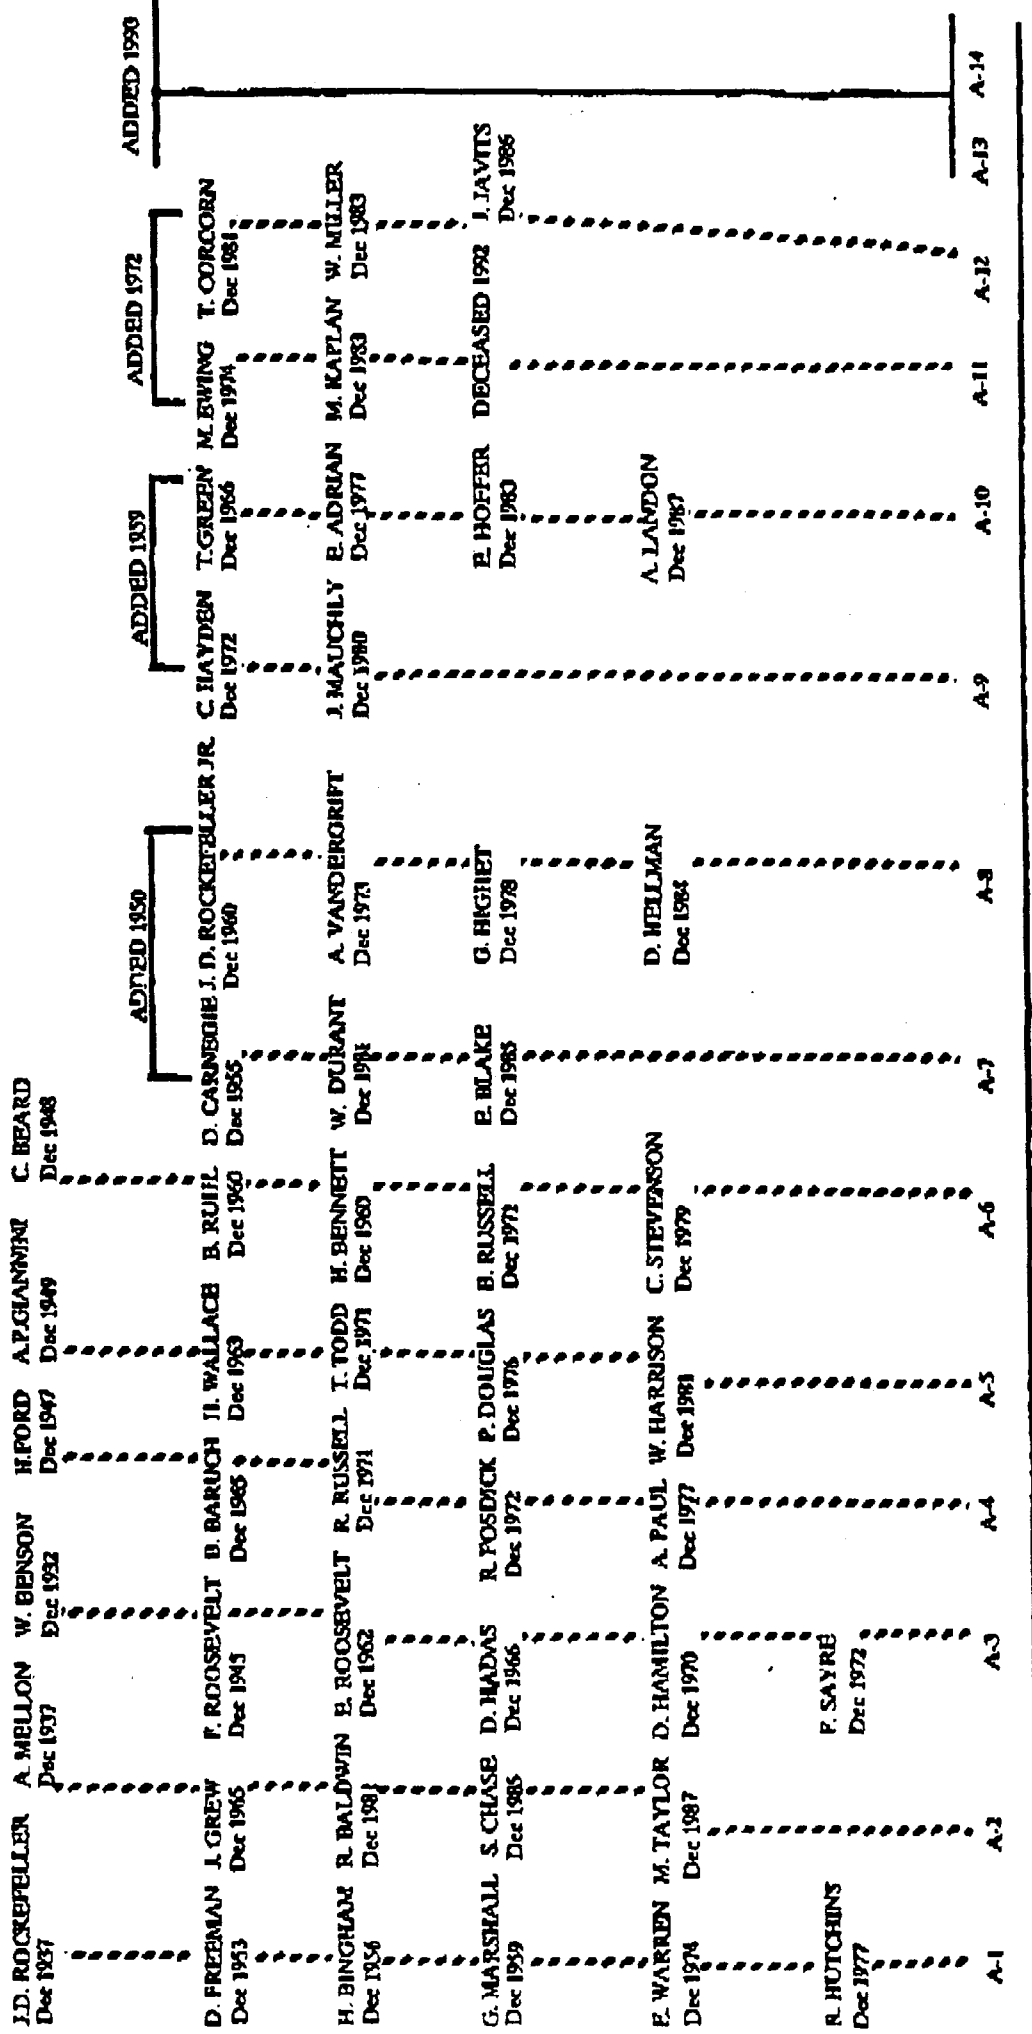 J.D. ROCKEFELLER A. MELLON W. BENSON H.FORD A.P.GIANNINI C. BEARD
Dec 1937 Dec 1937 Dec 1932 Dec 1947 Dec 1949 Dec 1948
ADDED 1950 ADDED 1959 ADDED 1972 ADDED 1990
D. FREEMAN J. GREW F. ROOSEVELT B. BARUCH H. WALLACE B. RUHL D. CARNEGIE J. D. ROCKEFELLER JR. C. HAYDEN T.GREEN M. EWING T. CORCORN
Dec 1953 Dec 1965 Dec 1945 Dec 1965 Dec 1963 Dec 1960 Dec 1955 Dec 1960 Dec 1972 Dec 1966 Dec 1974 Dec 1981
H. BINGHAM R. BALDWIN E. ROOSEVELT R. RUSSELL T. TODD H. BENNETT W. DURANT A. VANDERGRIFT J. MAUCHLY E. ADRIAN M. KAPLAN W. MILLER
Dec 1956 Dec 1981 Dec 1962 Dec 1971 Dec 1971 Dec 1960 Dec 1981 Dec 1973 Dec 1980 Dec 1977 Dec 1983 Dec 1983
G. MARSHALL S. CHASE D. HADAS R. FOSDICK P. DOUGLAS B. RUSSELL E. BLAKE G. HIGHET E. HOFFER DECEASED 1992 J. JAVITS
Dec 1959 Dec 1985 Dec 1966 Dec 1972 Dec 1976 Dec 1972 Dec 1985 Dec 1978 Dec 1983 Dec 1986
E. WARREN M. TAYLOR D. HAMILTON A. PAUL W. HARRISON C. STEVENSON D. HELLMAN A. LANDON
Dec 1974 Dec 1987 Dec 1970 Dec 1977 Dec 1981 Dec 1979 Dec 1984 Dec 1987
R. HUTCHINS F. SAYRE
Dec 1977 Dec 1972
A-1 A-2 A-3 A-4 A-5 A-6 A-7 A-8 A-9 A-10 A-11 A-12 A-13 A-14